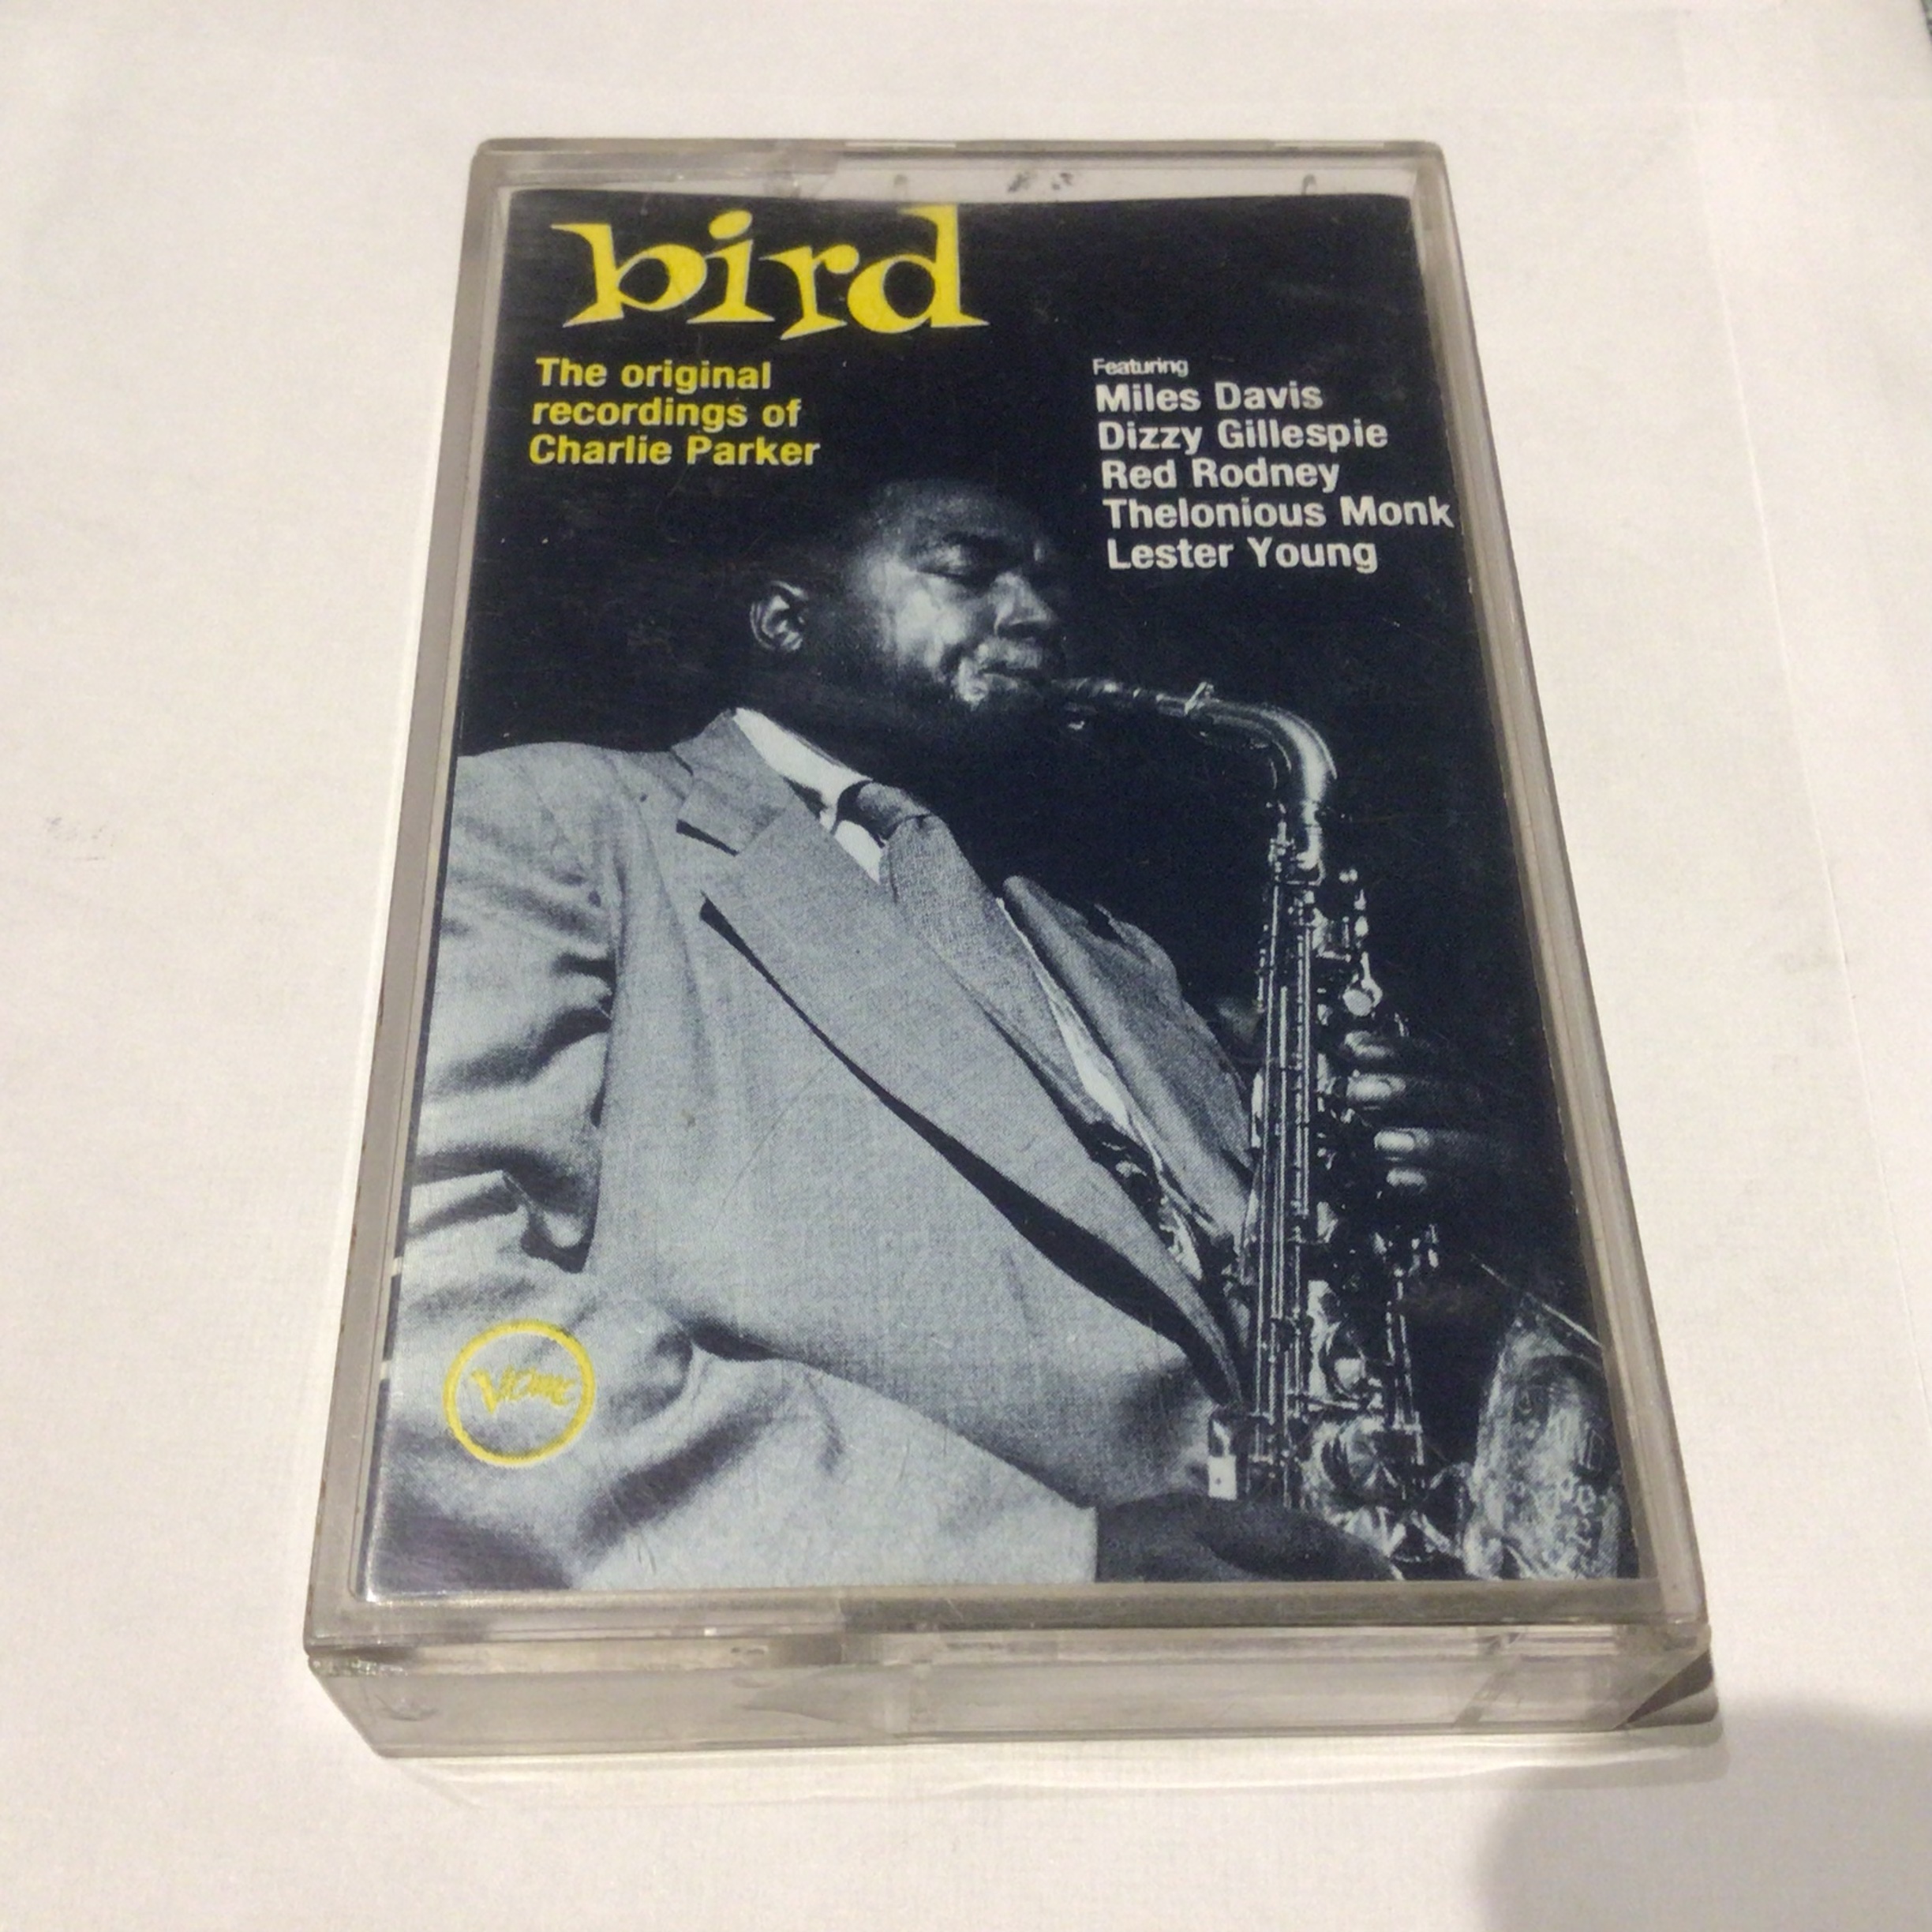 bird
The original
recordings of
Charlie Parker
Featuring
Miles Davis
Dizzy Gillespie
Red Rodney
Thelonious Monk
Lester Young
Verve